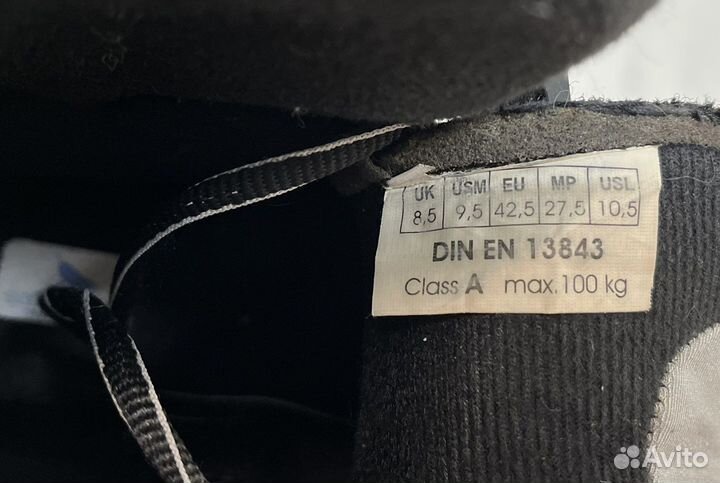 UK USM EU MP USL
8,5 9,5 42,5 27,5 10,5
DIN EN 13843
Class A max.100 kg
Avito